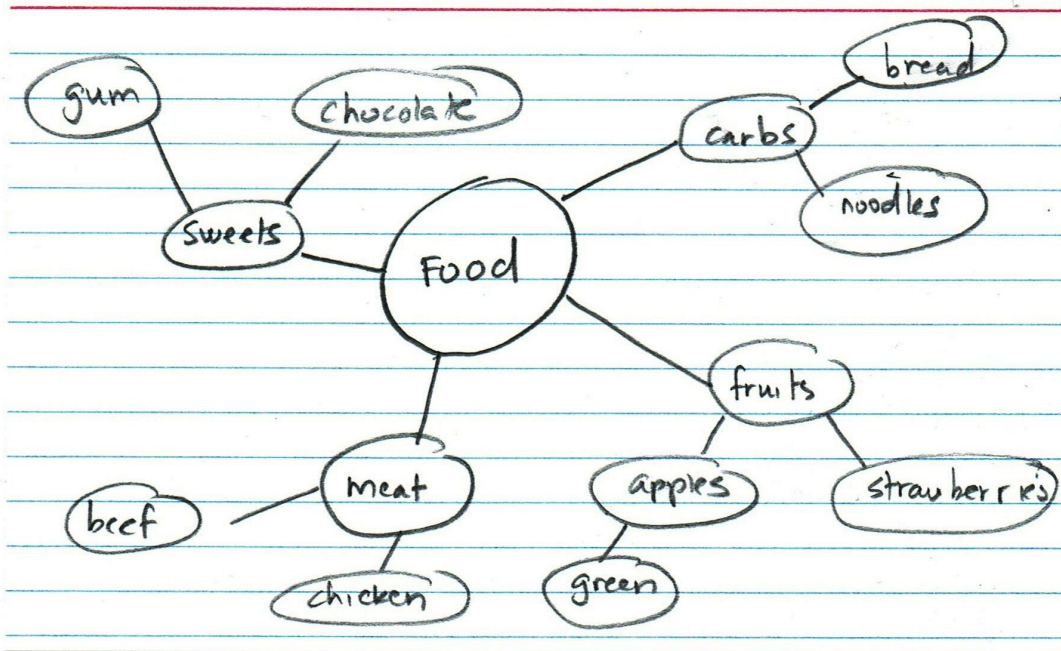 bread
gum
chocolate
carbs
noodles
sweets
Food
fruits
meat
apples
strawberries
beef
green
chicken